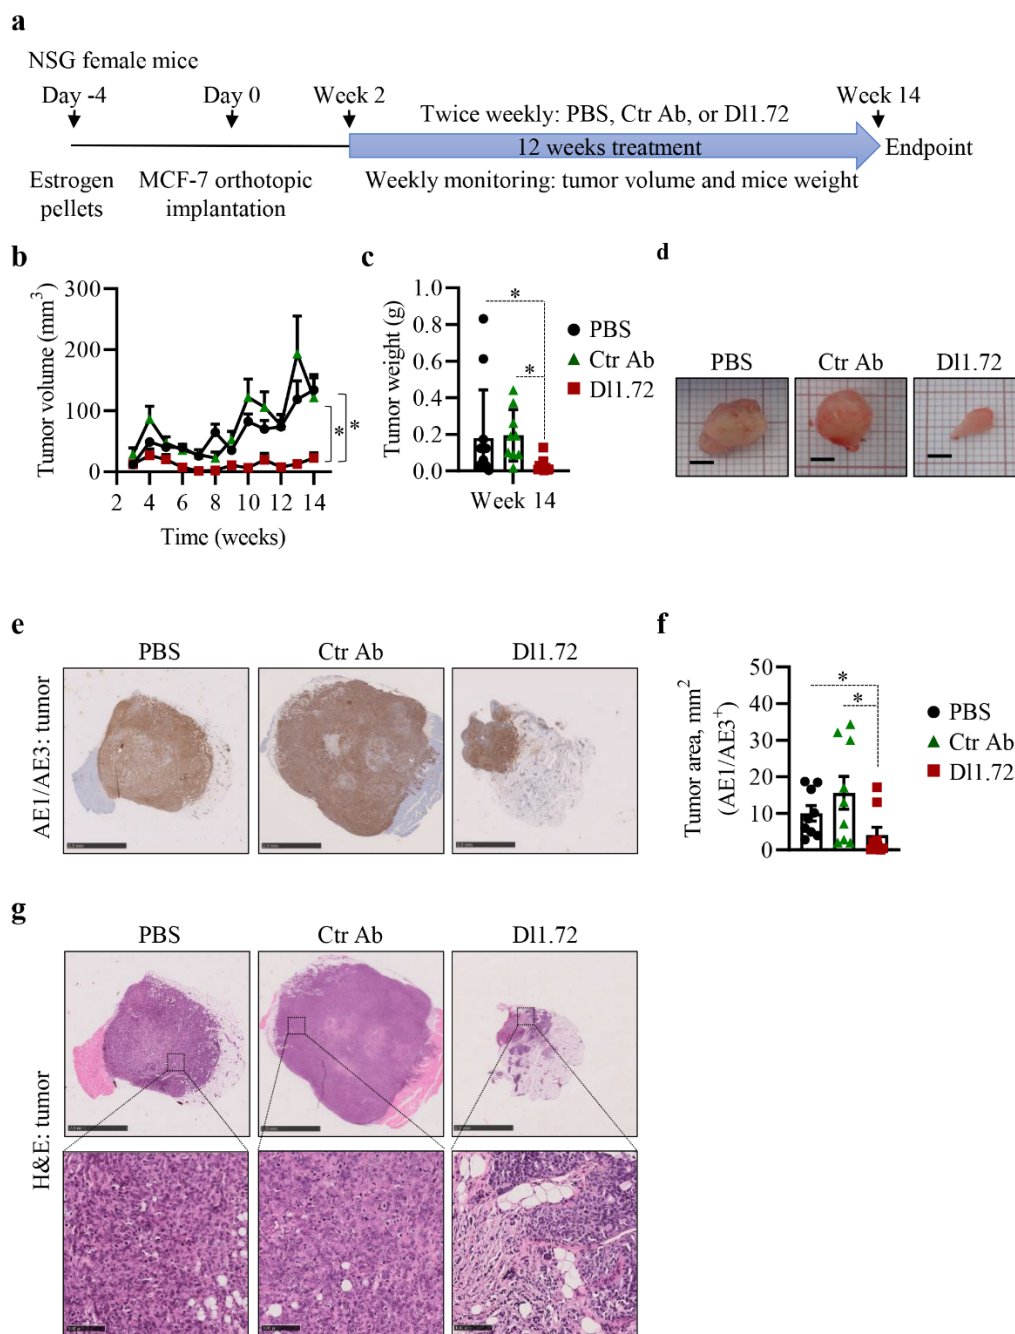 a
NSG female mice
Day -4
Day 0
Week 2
Week 14
Twice weekly: PBS, Ctr Ab, or Dl1.72
12 weeks treatment
Endpoint
Estrogen
pellets
MCF-7 orthotopic
implantation
Weekly monitoring: tumor volume and mice weight
b
Tumor volume (mm3)
300
200
100
0
2 4 6 8 10 12 14
Time (weeks)
*
*
c
Tumor weight (g)
1.0
0.8
0.6
0.4
0.2
0.0
*
*
Week 14
PBS
Ctr Ab
Dl1.72
d
PBS
Ctr Ab
Dl1.72
e
PBS
Ctr Ab
Dl1.72
AE1/AE3: tumor
f
Tumor area, mm2
(AE1/AE3+)
50
40
30
20
10
0
*
*
PBS
Ctr Ab
Dl1.72
g
PBS
Ctr Ab
Dl1.72
H&E: tumor